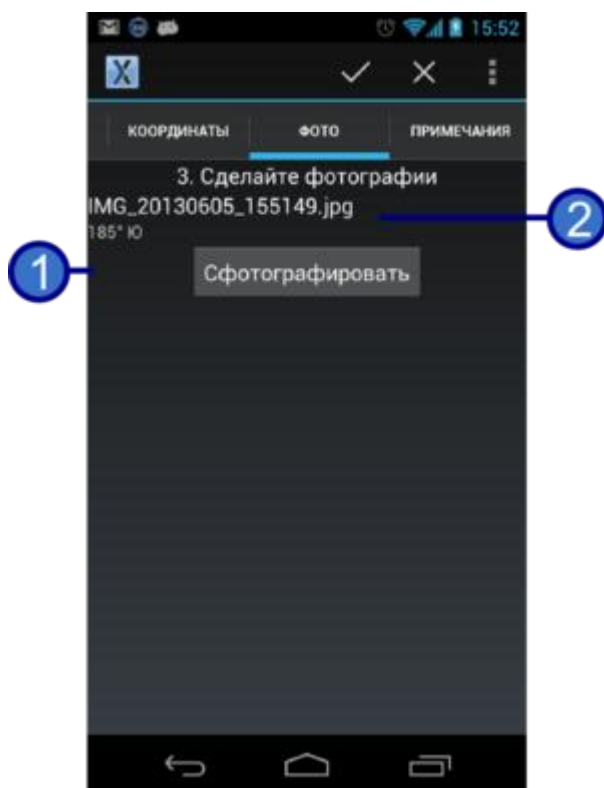 15:52
X
КООРДИНАТЫ ФОТО ПРИМЕЧАНИЯ
3. Сделайте фотографии
IMG_20130605_155149.jpg
2
185° Ю
1
Сфотографировать